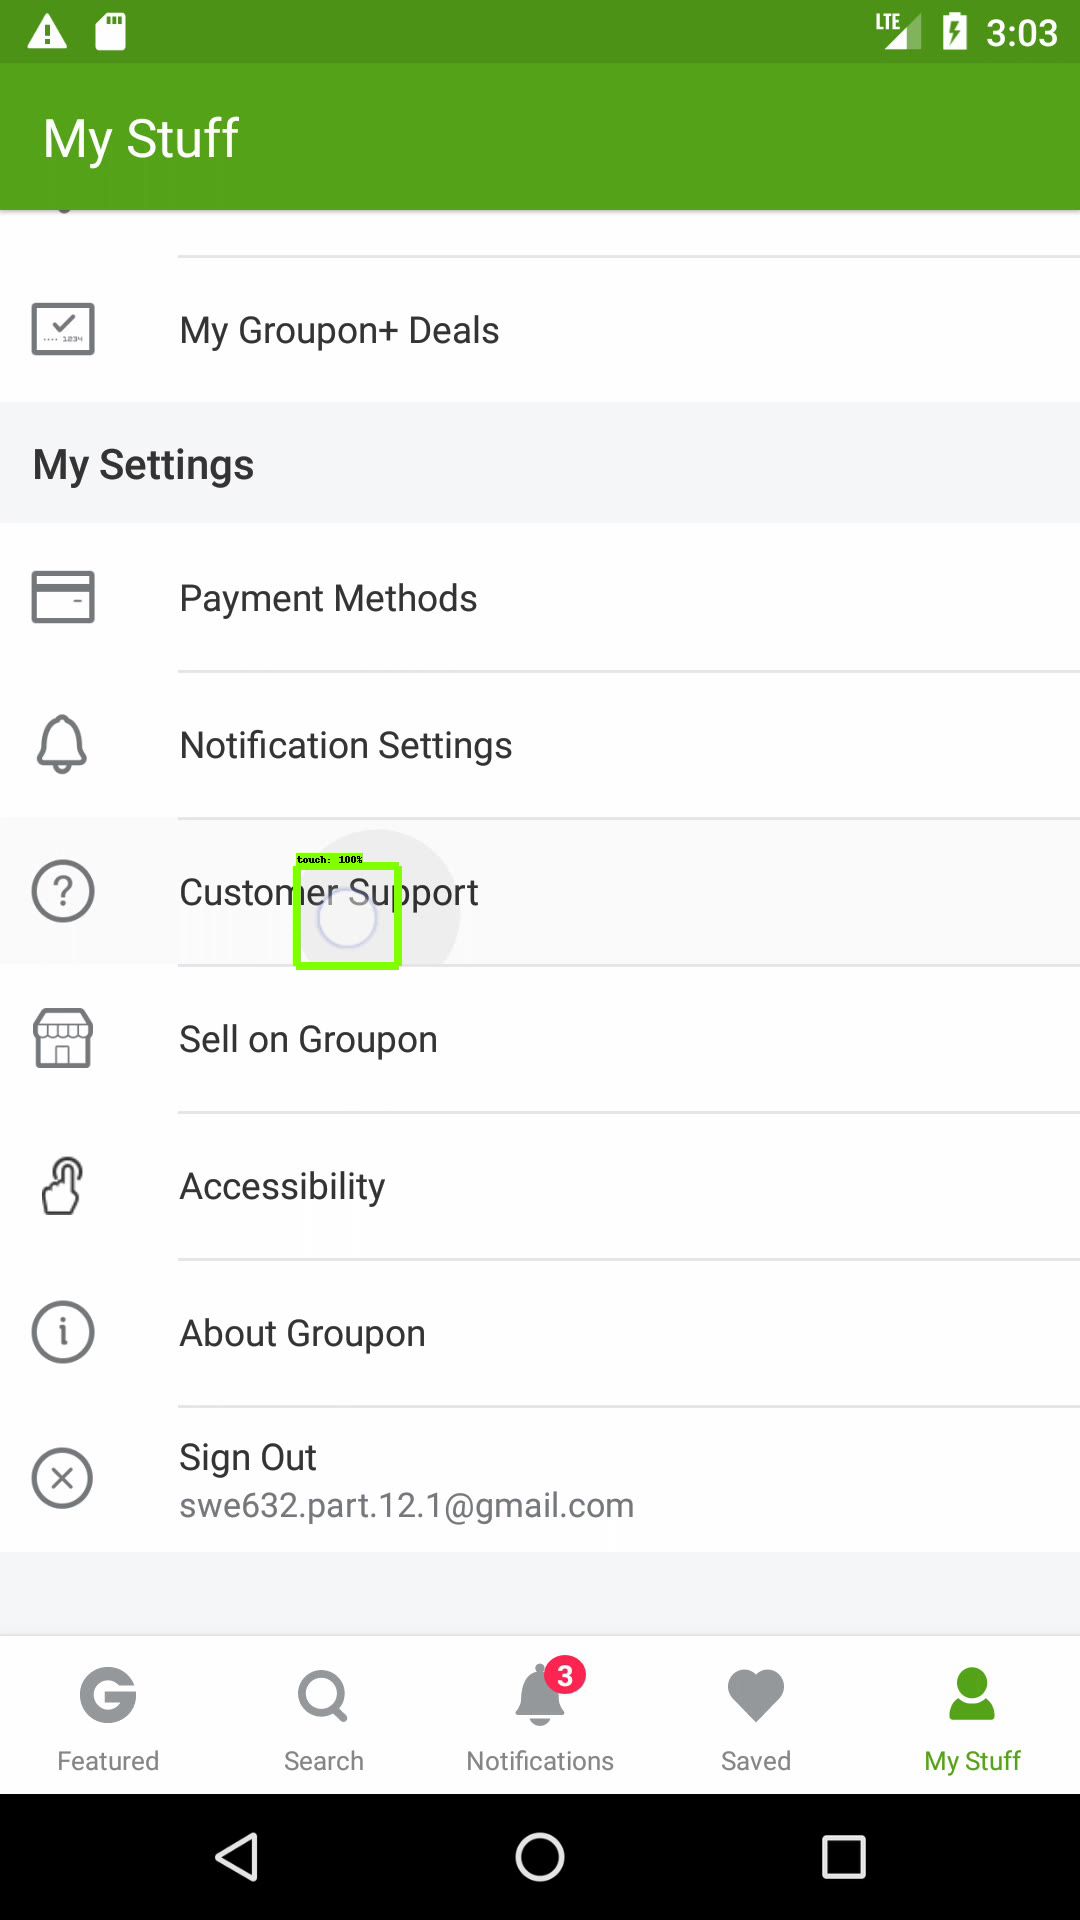 LTE 3:03
My Stuff
1234
My Groupon+ Deals
My Settings
Payment Methods
Notification Settings
touch: 100%
Customer Support
Sell on Groupon
Accessibility
About Groupon
Sign Out
swe632.part.12.1@gmail.com
3
G
Featured
Search
Notifications
Saved
My Stuff